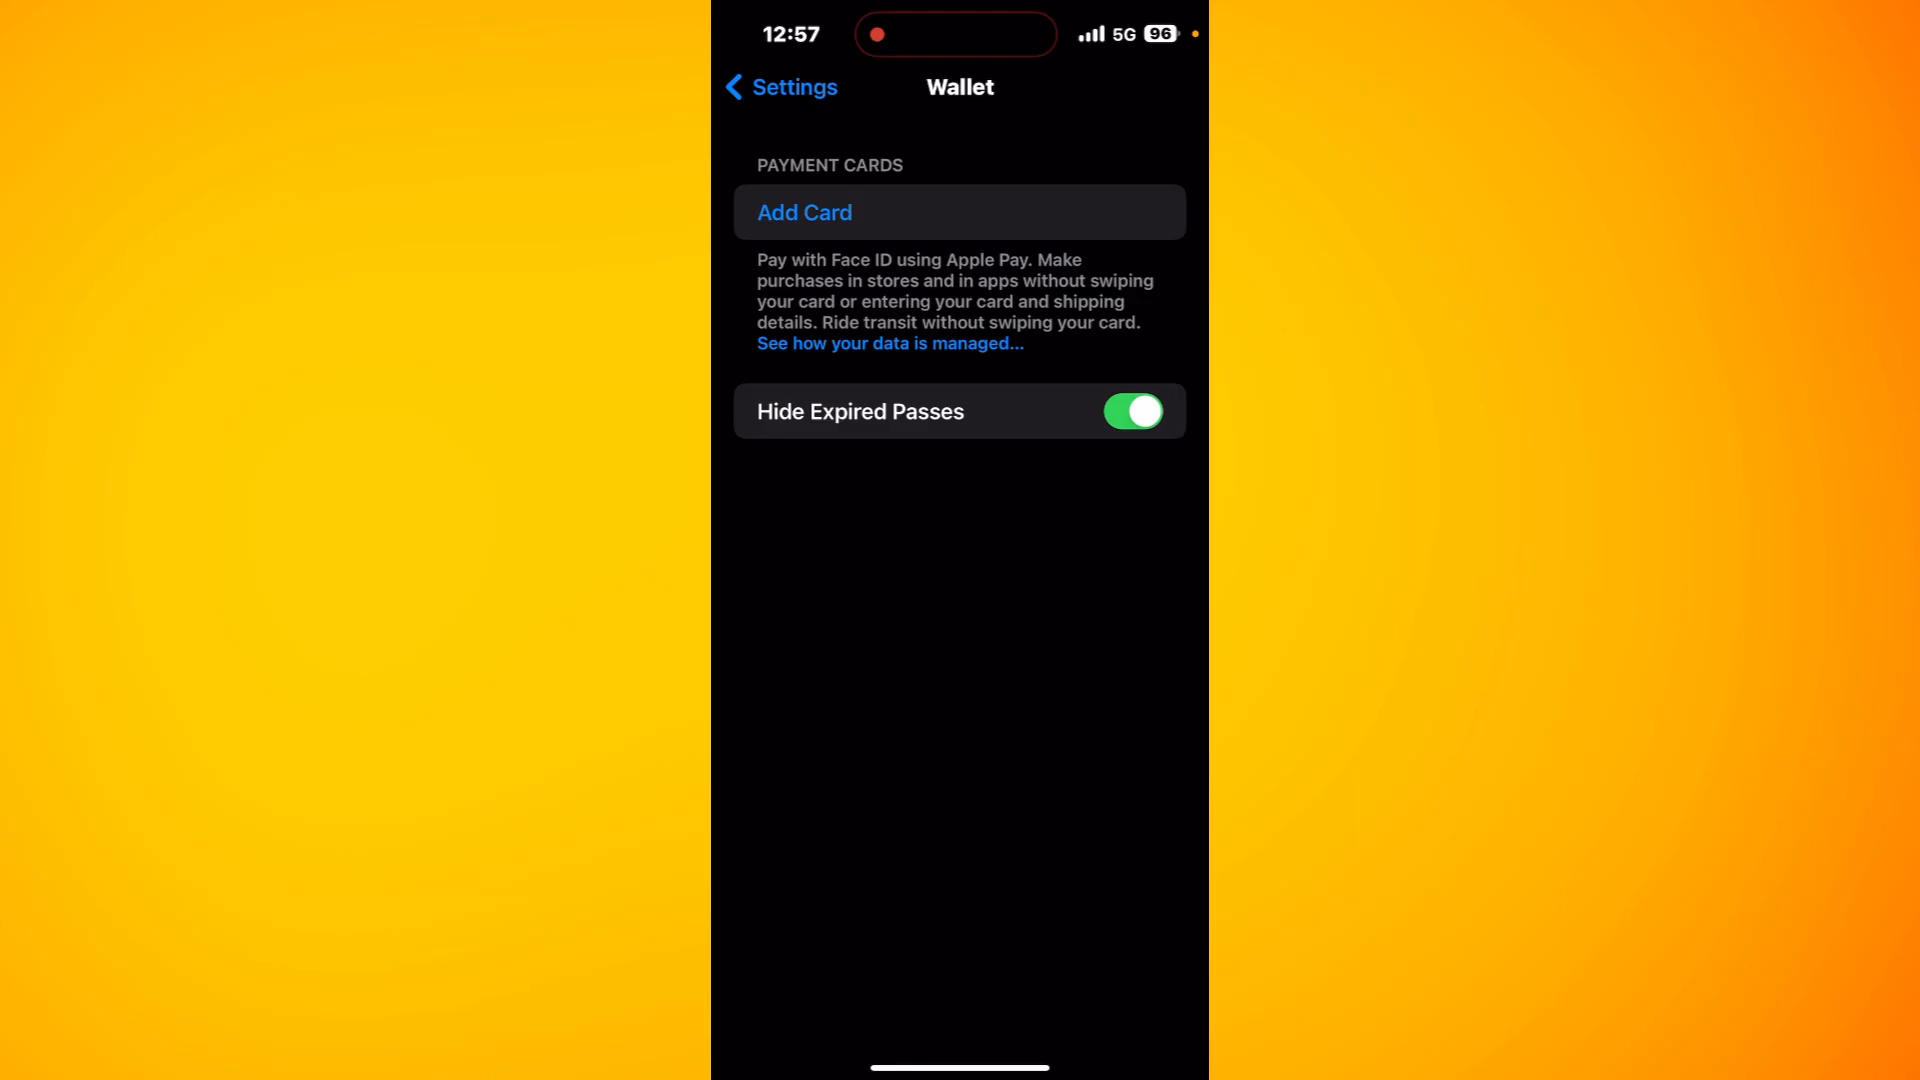 12:57
5G 96
Settings
Wallet
PAYMENT CARDS
Add Card
Pay with Face ID using Apple Pay. Make
purchases in stores and in apps without swiping
your card or entering your card and shipping
details. Ride transit without swiping your card.
See how your data is managed...
Hide Expired Passes